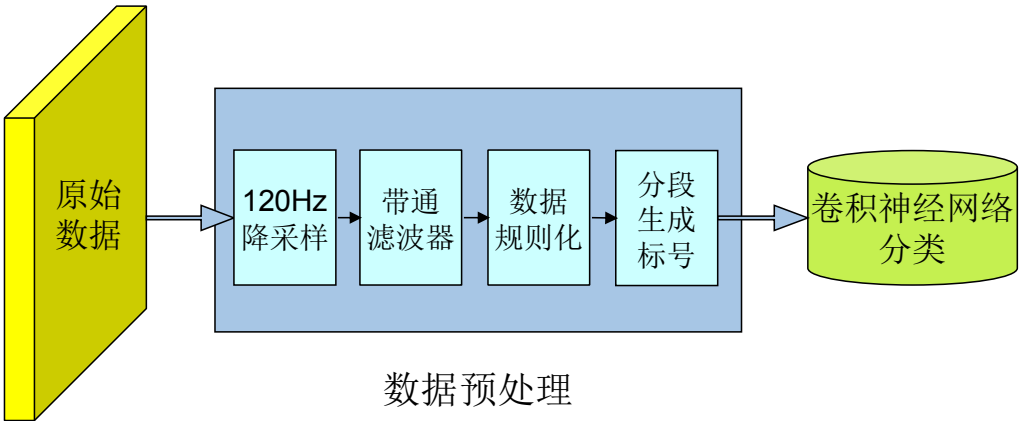 原始
数据
120Hz
降采样
带通
滤波器
数据
规则化
分段
生成
标号
卷积神经网络
分类
数据预处理